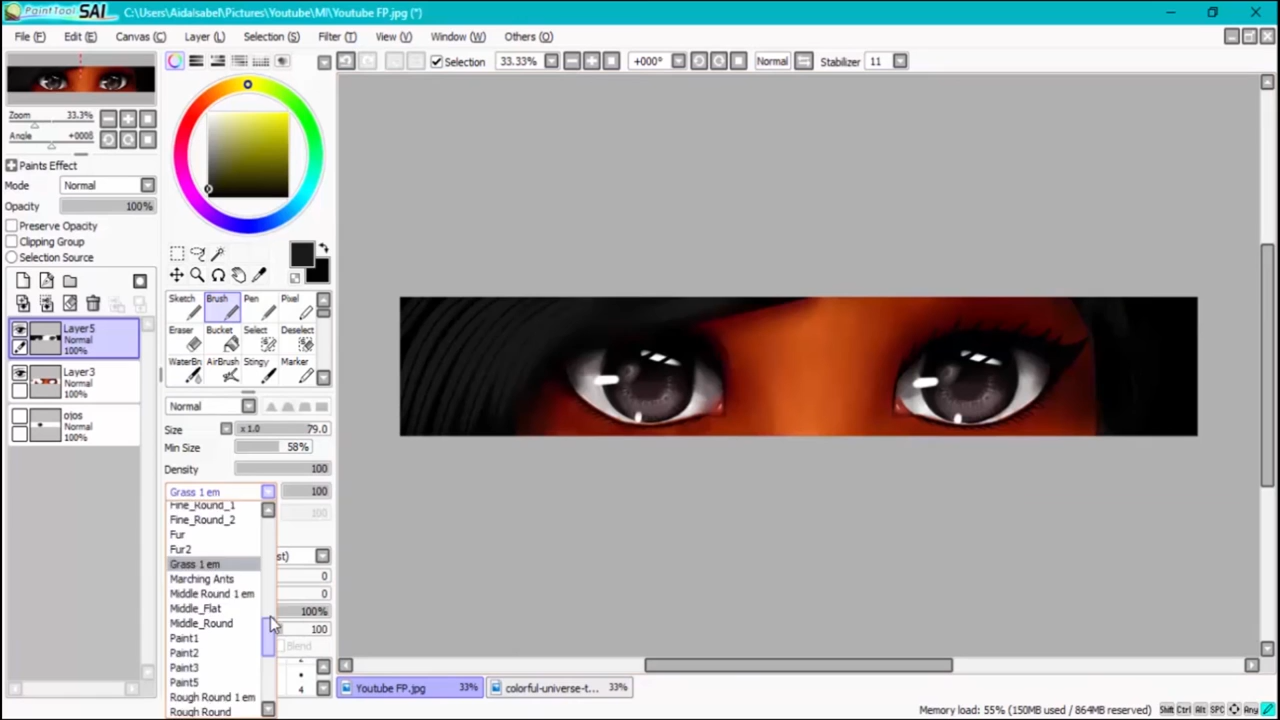 PaintTool SAI C:\Users\AidaIsabel\Pictures\Youtube\MI\Youtube FP.jpg (*)
File (F) Edit (E) Canvas (C) Layer (L) Selection (S) Filter (T) View (V) Window (W) Others (O)
Selection 33.33% +000° Normal Stabilizer 11
Zoom 33.3%
Angle +000ß
Paints Effect
Mode Normal
Opacity 100%
Preserve Opacity
Clipping Group
Selection Source
Layer5
Normal
100%
Layer3
Normal
100%
ojos
Normal
100%
Sketch Brush Pen Pixel
Eraser Bucket Select Deselect
WaterBn AirBrush Stingy Marker
Normal
Size x 1.0 79.0
Min Size 58%
Density 100
Grass 1 em 100
Fine_Round_1
100
Fine_Round_2
Fur
Fur2
st)
Grass 1 em
Marching Ants 0
Middle Round 1 em 0
Middle_Flat 100%
Middle_Round 100
Paint1
Blend
Paint2
Paint3
Paint5
4
Rough Round 1 em
Rough Round
Youtube FP.jpg 33% colorful-universe-t... 33%
Memory load: 55% (150MB used / 864MB reserved) Shft Ctrl Alt SPC Any